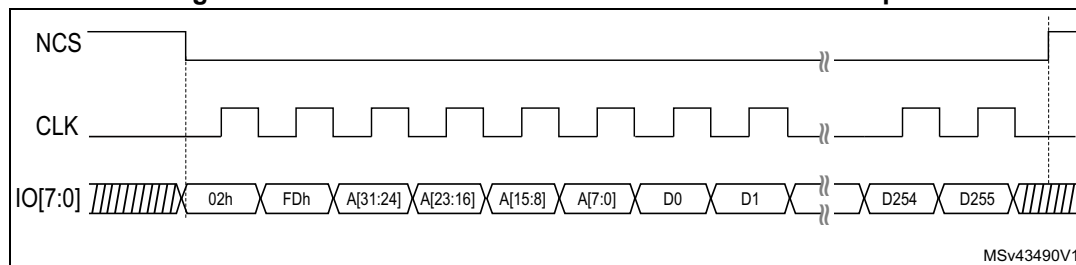 NCS
CLK
IO[7:0] 02h FDh A[31:24] A[23:16] A[15:8] A[7:0] D0 D1 D254 D255
MSv43490V1